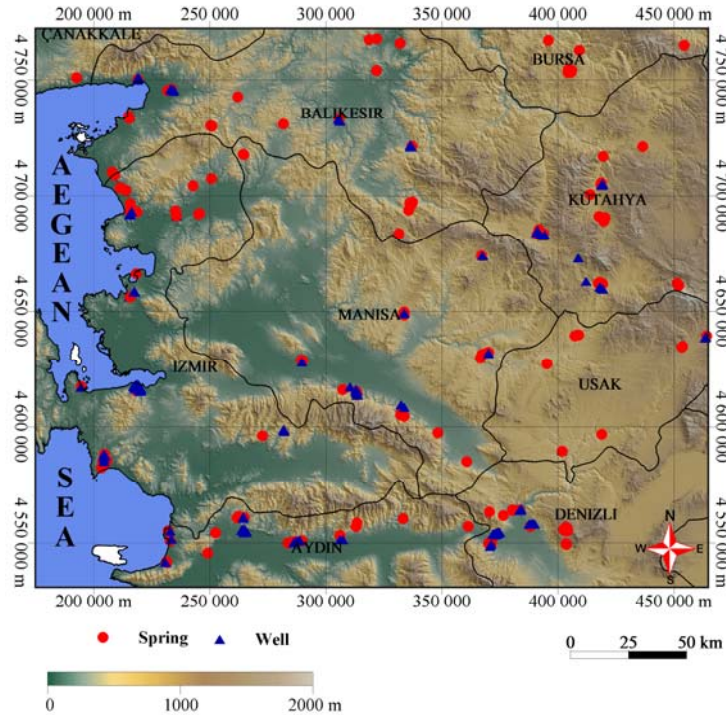 200 000 m 250 000 m 300 000 m 350 000 m 400 000 m 450 000 m
ÇANAKKALE
BURSA
BALIKESIR
KUTAHYA
MANISA
IZMIR
USAK
DENIZLI
AYDIN
AEGEAN
SEA
4 750 000 m
4 700 000 m
4 650 000 m
4 600 000 m
4 550 000 m
4 750 000 m
4 700 000 m
4 650 000 m
4 600 000 m
4 550 000 m
N
W E
S
200 000 m 250 000 m 300 000 m 350 000 m 400 000 m 450 000 m
Spring Well
0 25 50 km
0 1000 2000 m